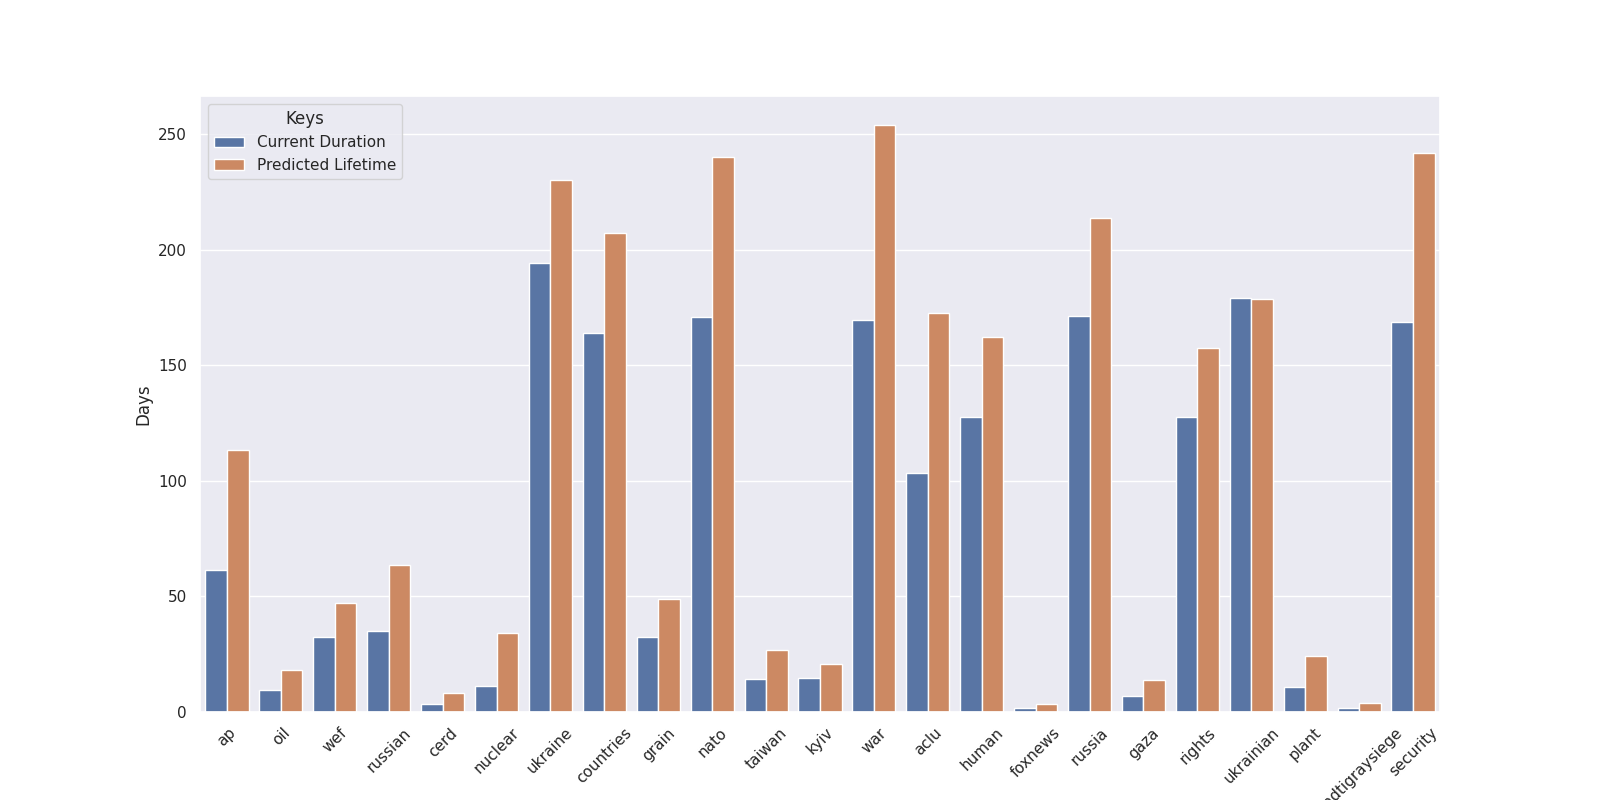 Keys
Current Duration
Predicted Lifetime
250
200
150
100
50
0
Days
ap
oil
wef
russian
cerd
nuclear
ukraine
countries
grain
nato
taiwan
kyiv
war
aclu
human
foxnews
russia
gaza
rights
ukrainian
plant
security